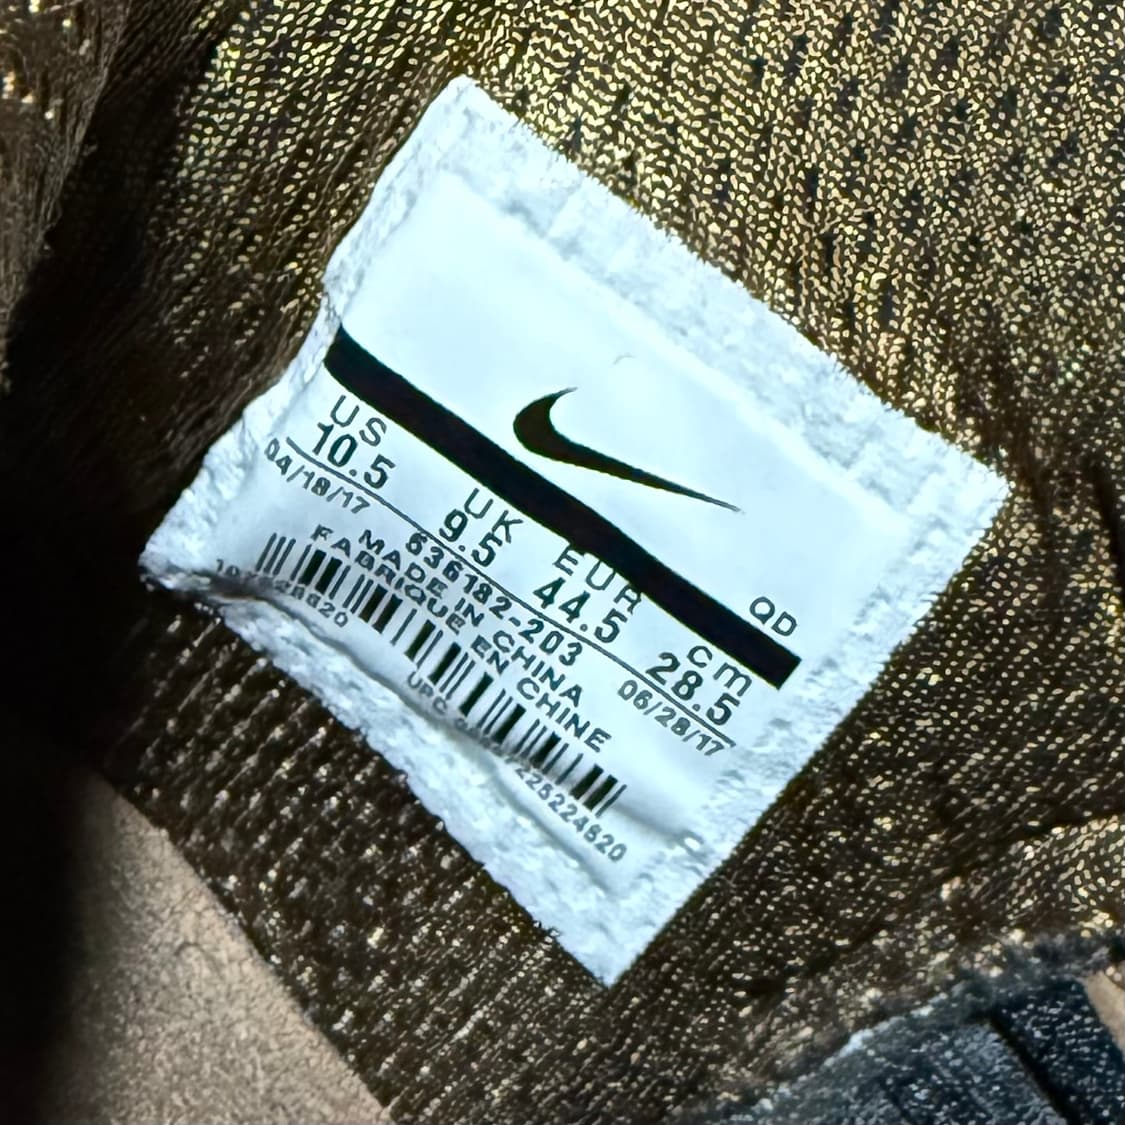 QD
US UK EUR cm
10.5 9.5 44.5 28.5
04/18/17 636182-203 06/28/17
MADE IN CHINA
FABRIQUE EN CHINE
UPC